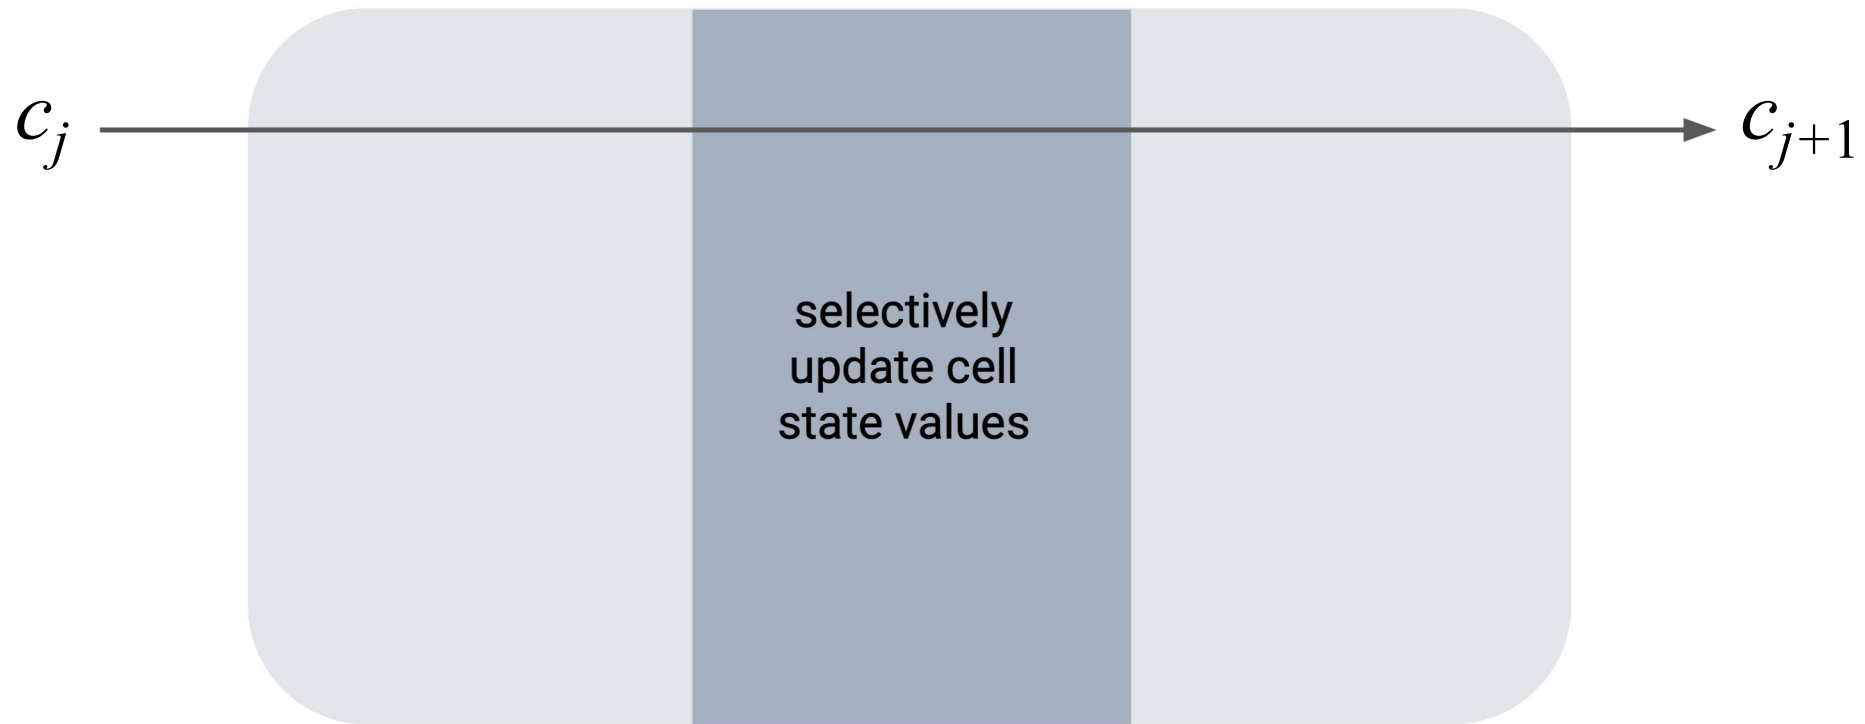 c_j
c_{j+1}
selectively
update cell
state values